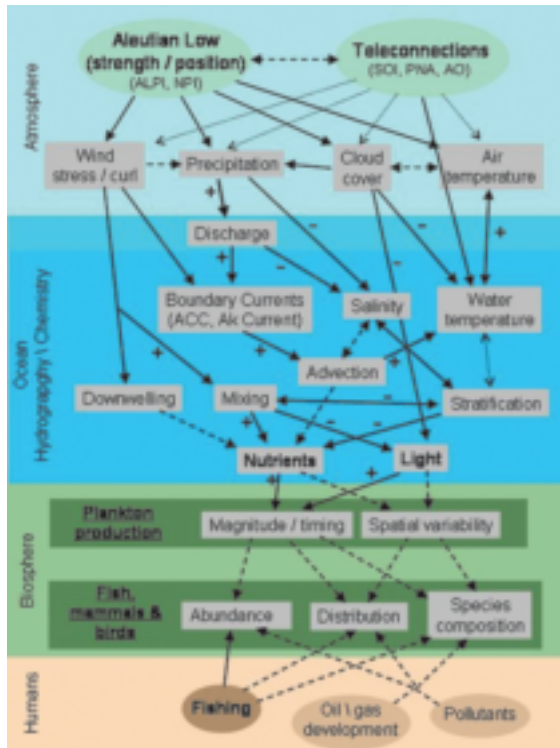 Aleutian Low
(strength / position)
(ALPI, NPI)
Teleconnections
(SOI, PNA, AO)
Atmosphere
Wind
stress / curl
Precipitation
Cloud
cover
Air
temperature
+
-
-
-
+
Discharge
+
-
-
Ocean
Hydrography \ Chemistry
Boundary Currents
(ACC, Ak Current)
Salinity
Water
temperature
+
+
+
-
Advection
Downwelling
Mixing
-
-
Stratification
+
-
-
Nutrients
Light
+
+
Biosphere
Plankton
production
Magnitude / timing
Spatial variability
Fish,
mammals &
birds
Abundance
Distribution
Species
composition
Humans
Fishing
Oil \ gas
development
Pollutants